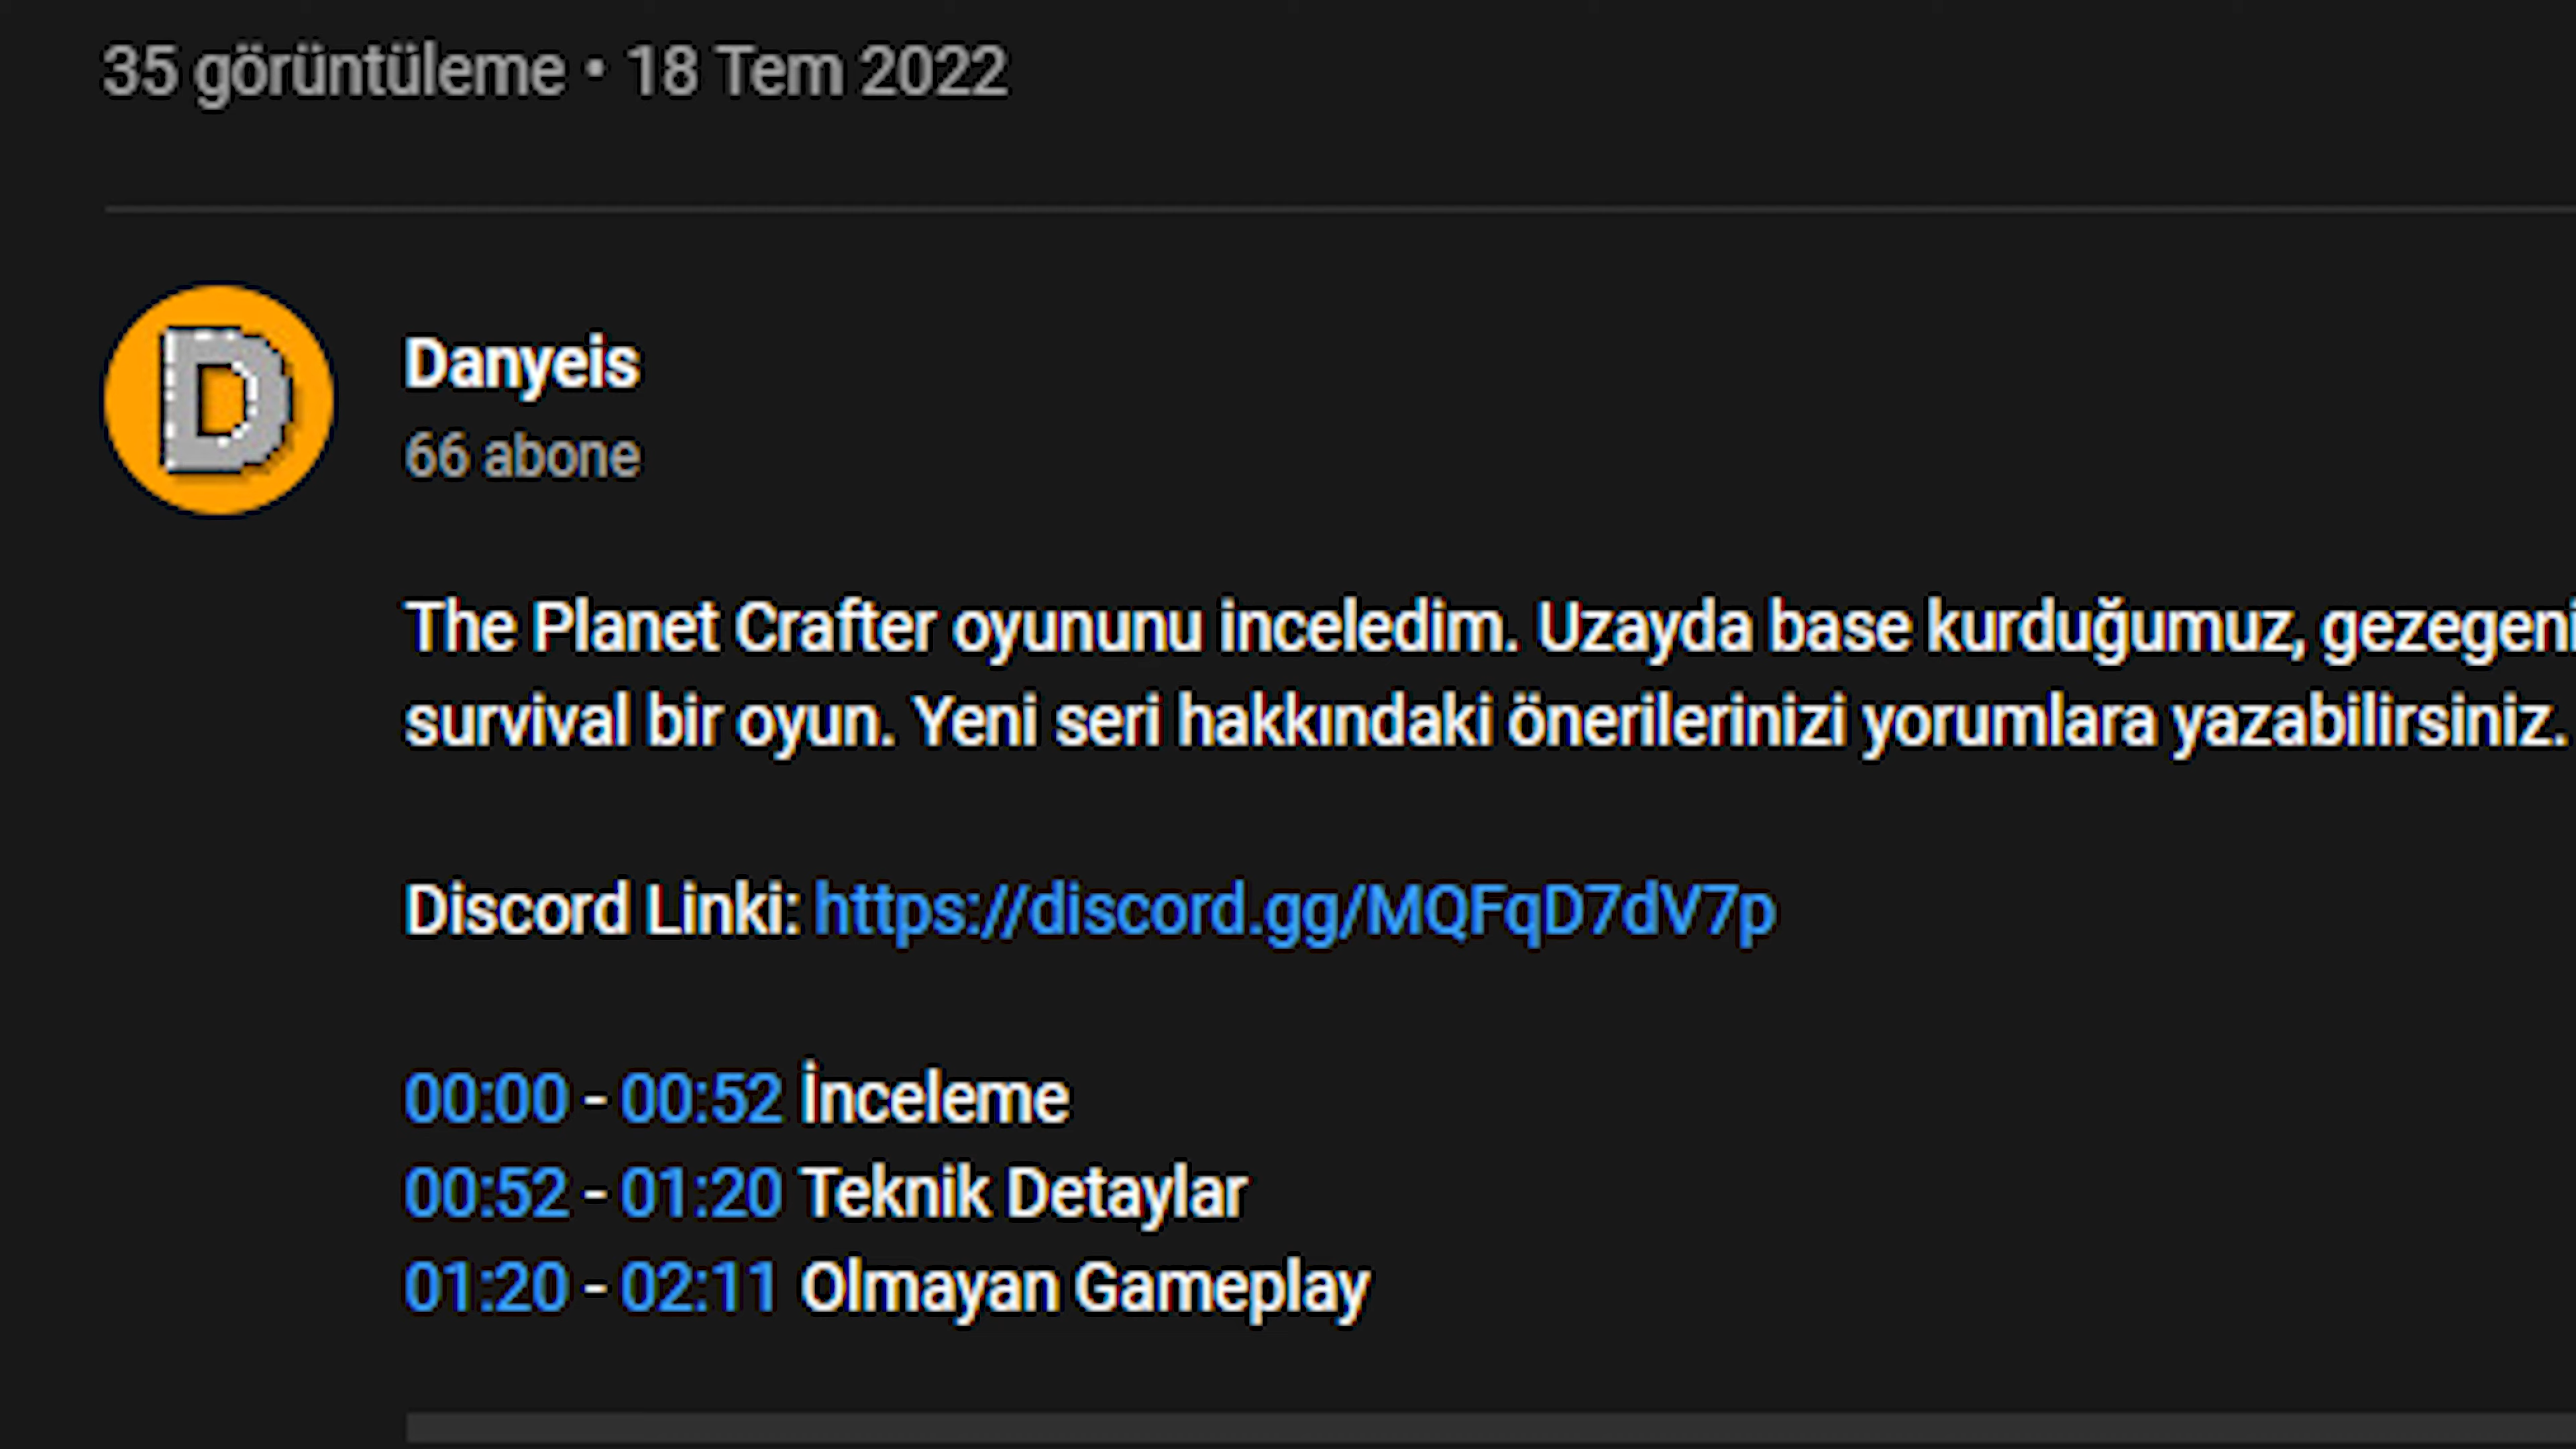 35 görüntüleme • 18 Tem 2022
D
Danyeis
66 abone
The Planet Crafter oyununu inceledim. Uzayda base kurduğumuz, gezegeni
survival bir oyun. Yeni seri hakkındaki önerilerinizi yorumlara yazabilirsiniz.
Discord Linki: https://discord.gg/MQFqD7dV7p
00:00 - 00:52 İnceleme
00:52 - 01:20 Teknik Detaylar
01:20 - 02:11 Olmayan Gameplay